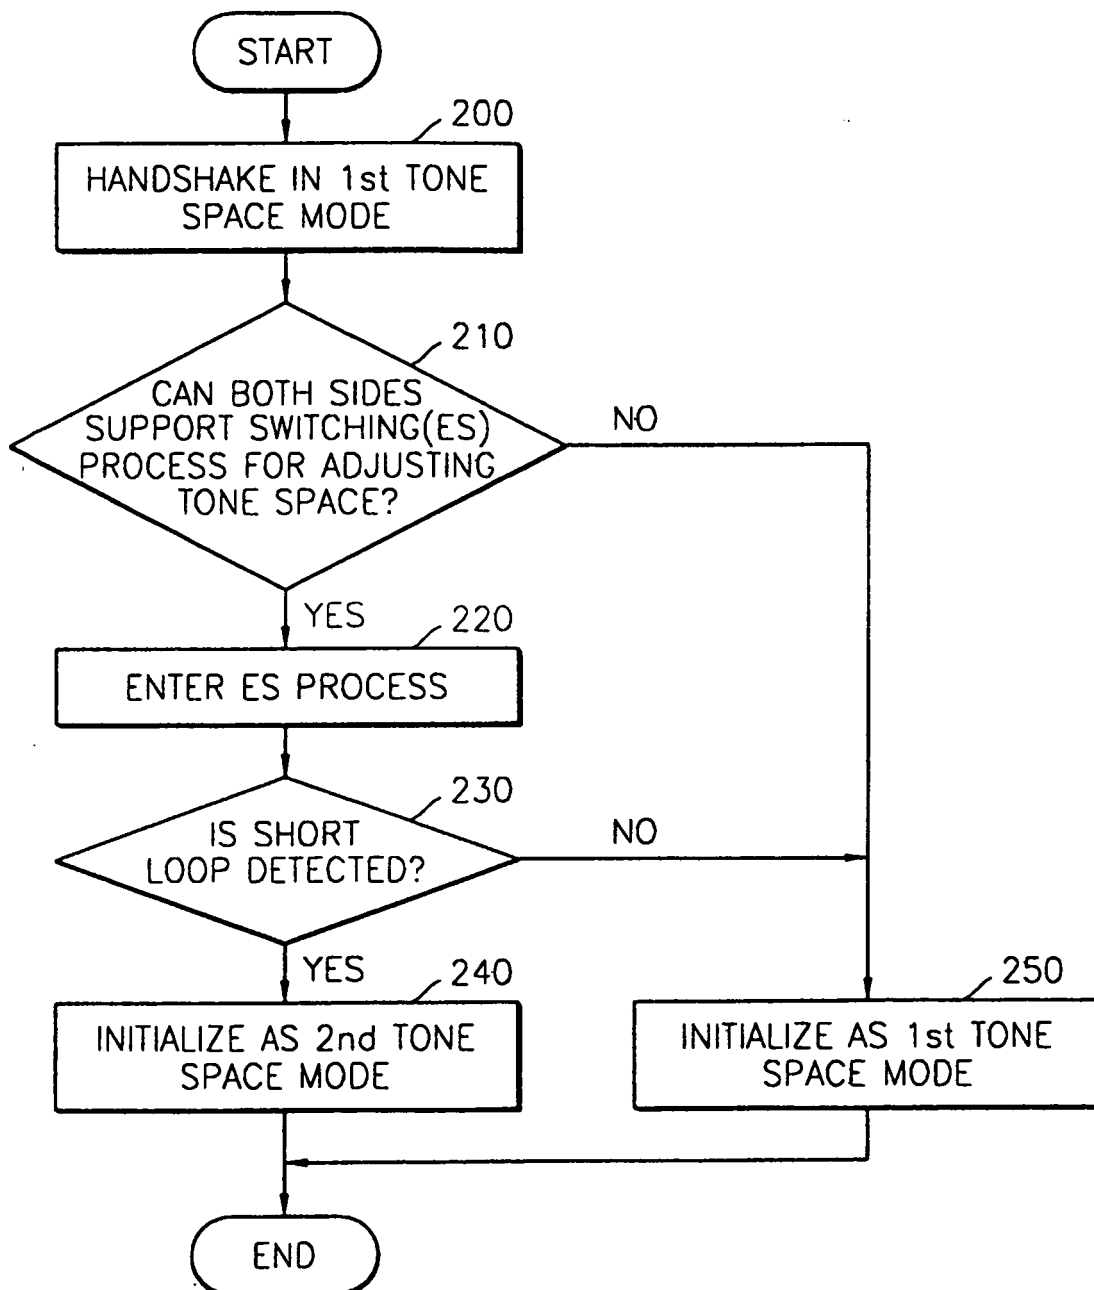 START
200
HANDSHAKE IN 1st TONE
SPACE MODE
210
CAN BOTH SIDES
SUPPORT SWITCHING(ES)
PROCESS FOR ADJUSTING
TONE SPACE?
NO
YES
220
ENTER ES PROCESS
230
IS SHORT
LOOP DETECTED?
NO
YES
240
INITIALIZE AS 2nd TONE
SPACE MODE
250
INITIALIZE AS 1st TONE
SPACE MODE
END